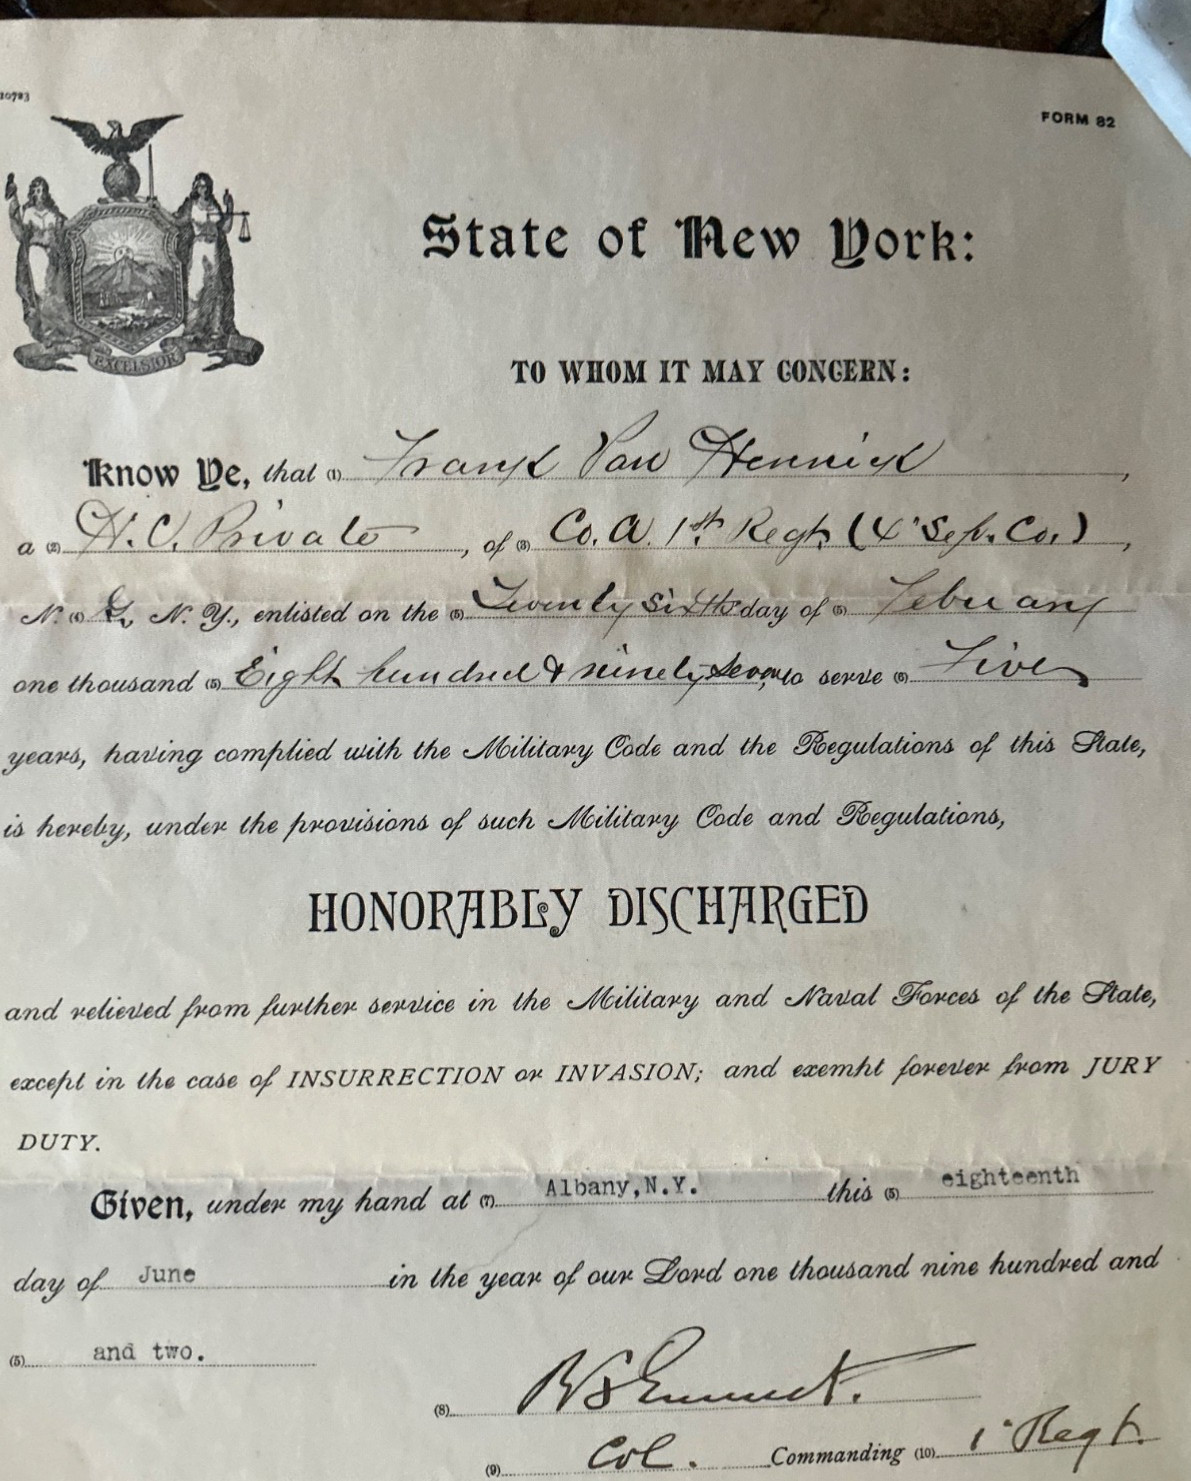 10783
FORM 82
EXCELSIOR
State of New York:
TO WHOM IT MAY CONCERN:
Know Ye, that (1) Frank Van Hennick,
a (2) H.C. Private, of (3) Co. A. 1st Regt (4' Sep. Co.),
N. (4) G. N. Y., enlisted on the (5) Twenty sixth day of (5) Febuary
one thousand (5) Eight hundred & ninety seven, to serve (6) Five
years, having complied with the Military Code and the Regulations of this State,
is hereby, under the provisions of such Military Code and Regulations,
HONORABLY DISCHARGED
and relieved from further service in the Military and Naval Forces of the State,
except in the case of INSURRECTION or INVASION; and exempt forever from JURY
DUTY.
Given, under my hand at (7) Albany,N.Y. this (5) eighteenth
day of June in the year of our Lord one thousand nine hundred and
(5) and two.
(8)
(9) Col. Commanding (10) 1' Regt.